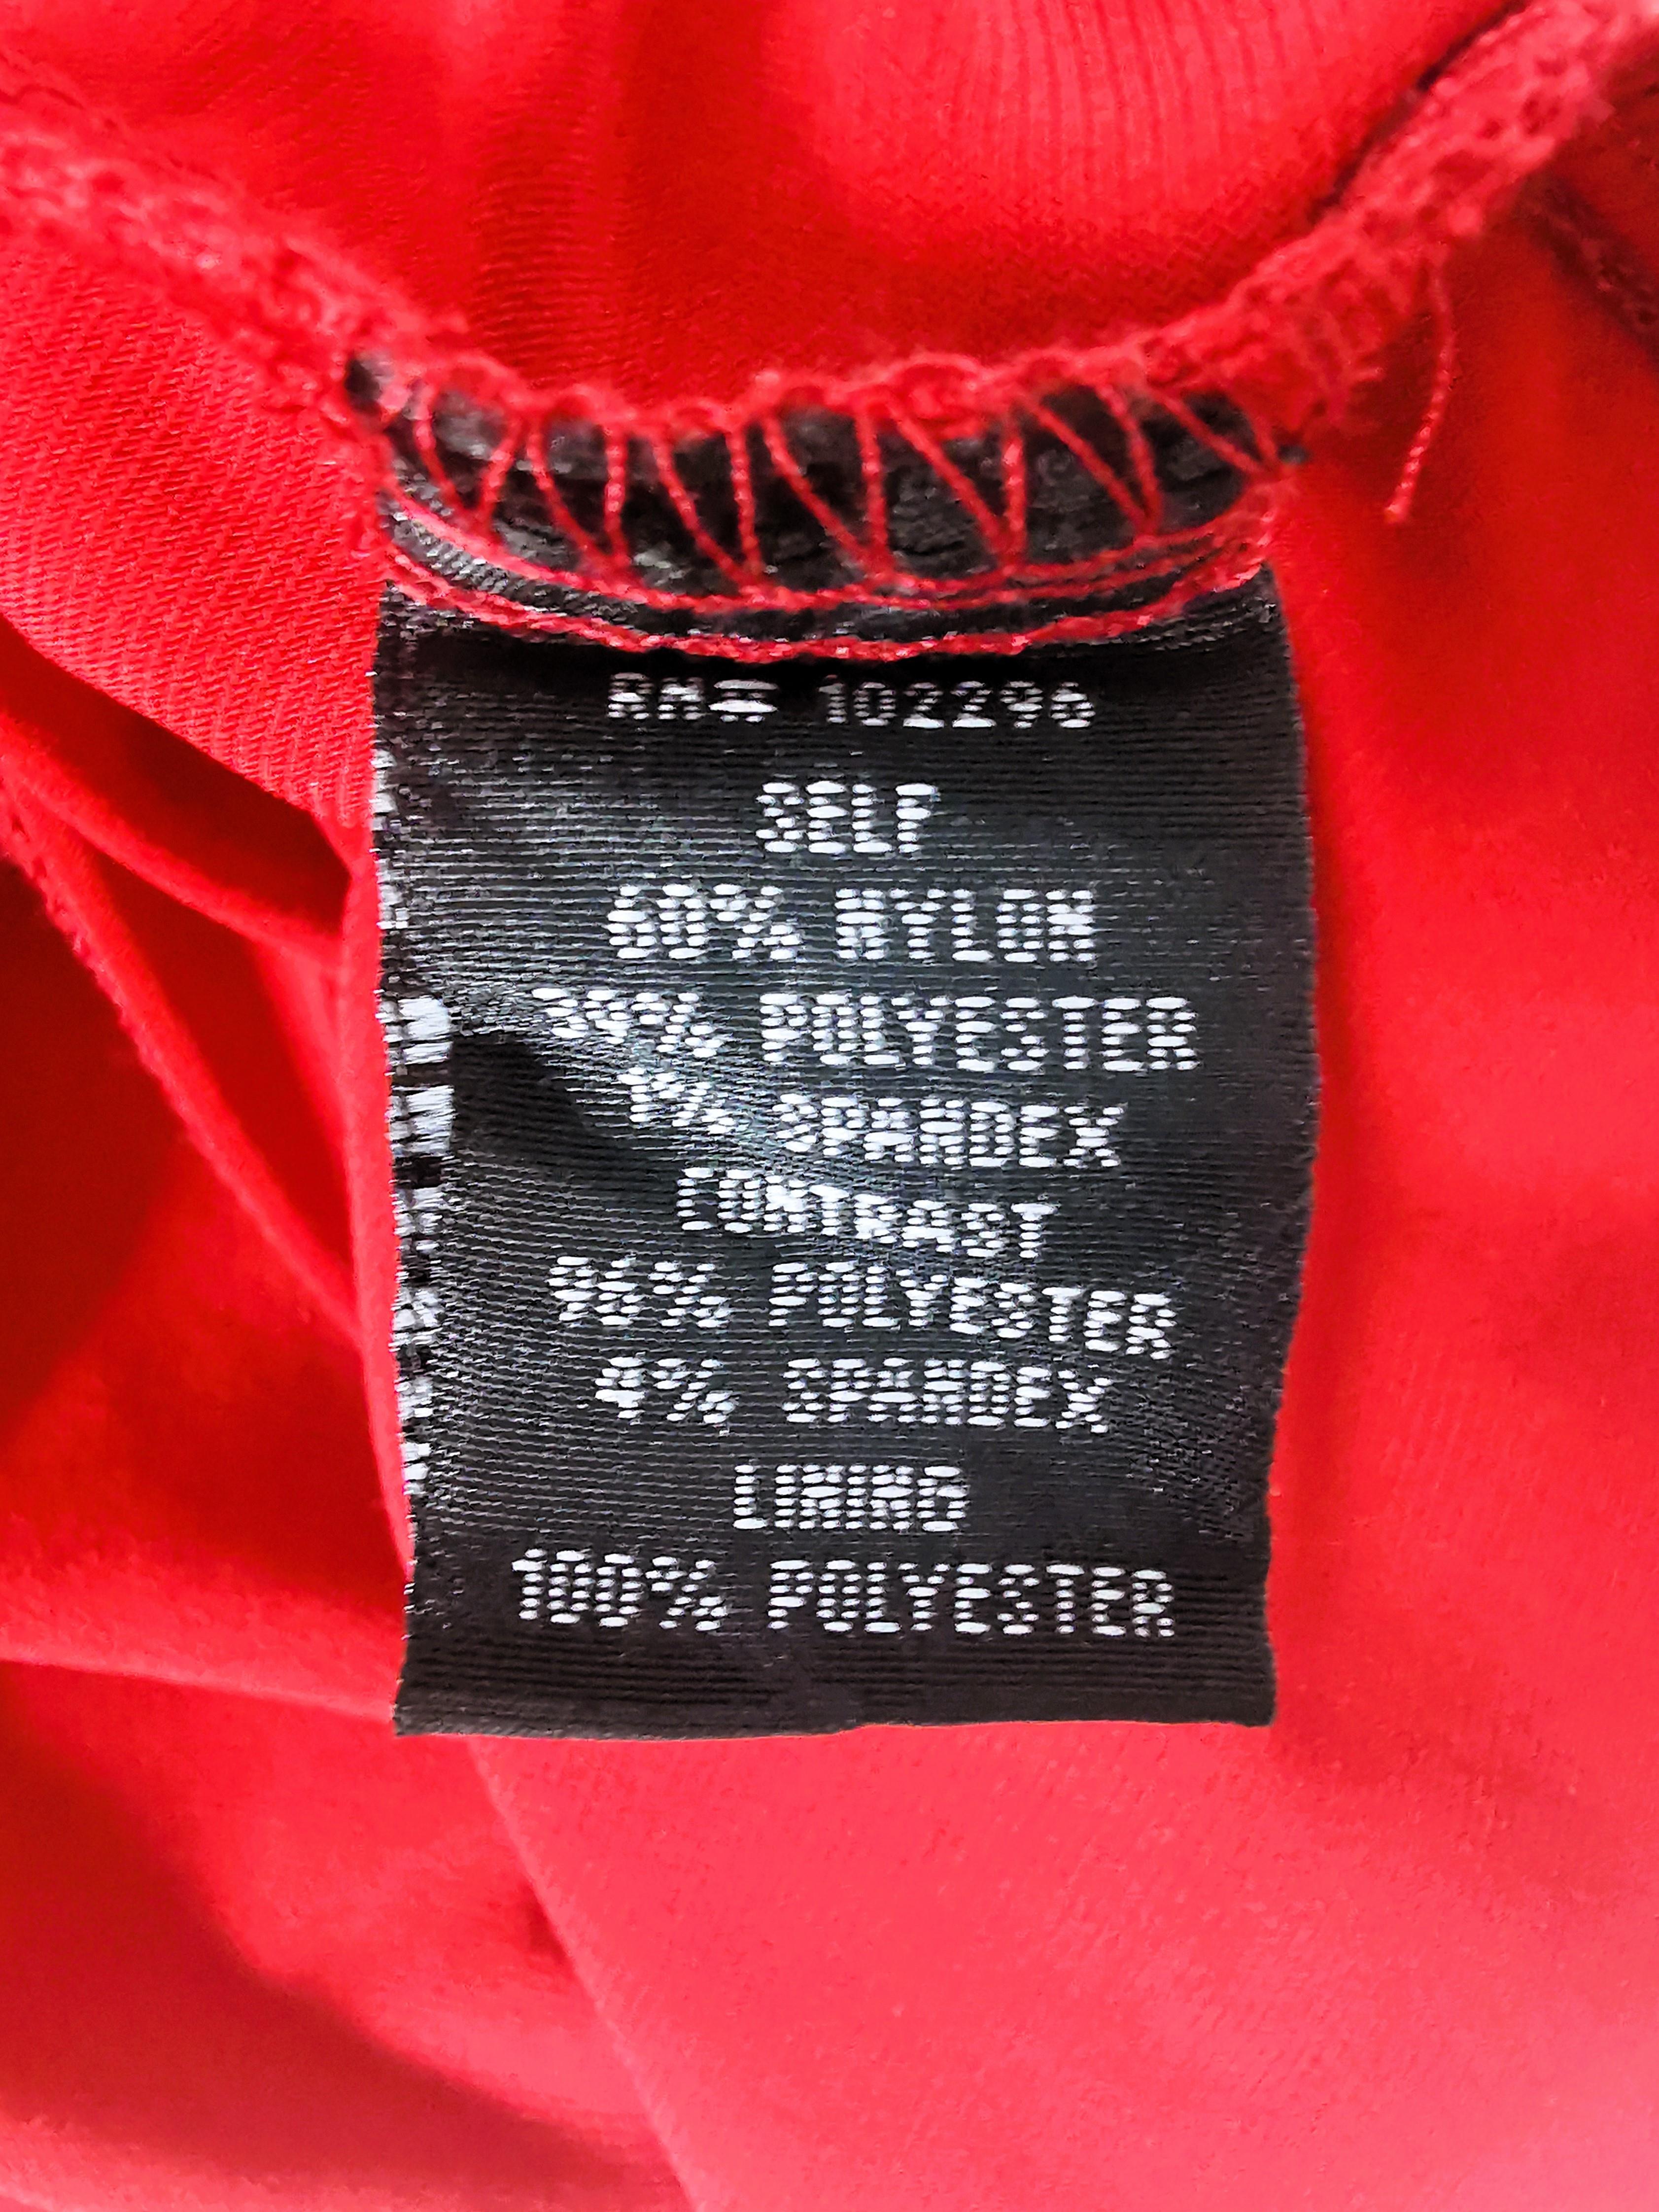 RN# 102296
SELF
60% NYLON
39% POLYESTER
1% SPANDEX
CONTRAST
96% POLYESTER
4% SPANDEX
LINING
100% POLYESTER